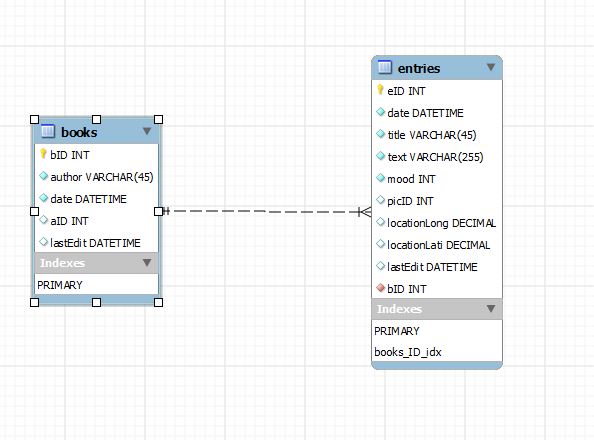 books
bID INT
author VARCHAR(45)
date DATETIME
aID INT
lastEdit DATETIME
Indexes
PRIMARY
entries
eID INT
date DATETIME
title VARCHAR(45)
text VARCHAR(255)
mood INT
picID INT
locationLong DECIMAL
locationLati DECIMAL
lastEdit DATETIME
bID INT
Indexes
PRIMARY
books_ID_idx